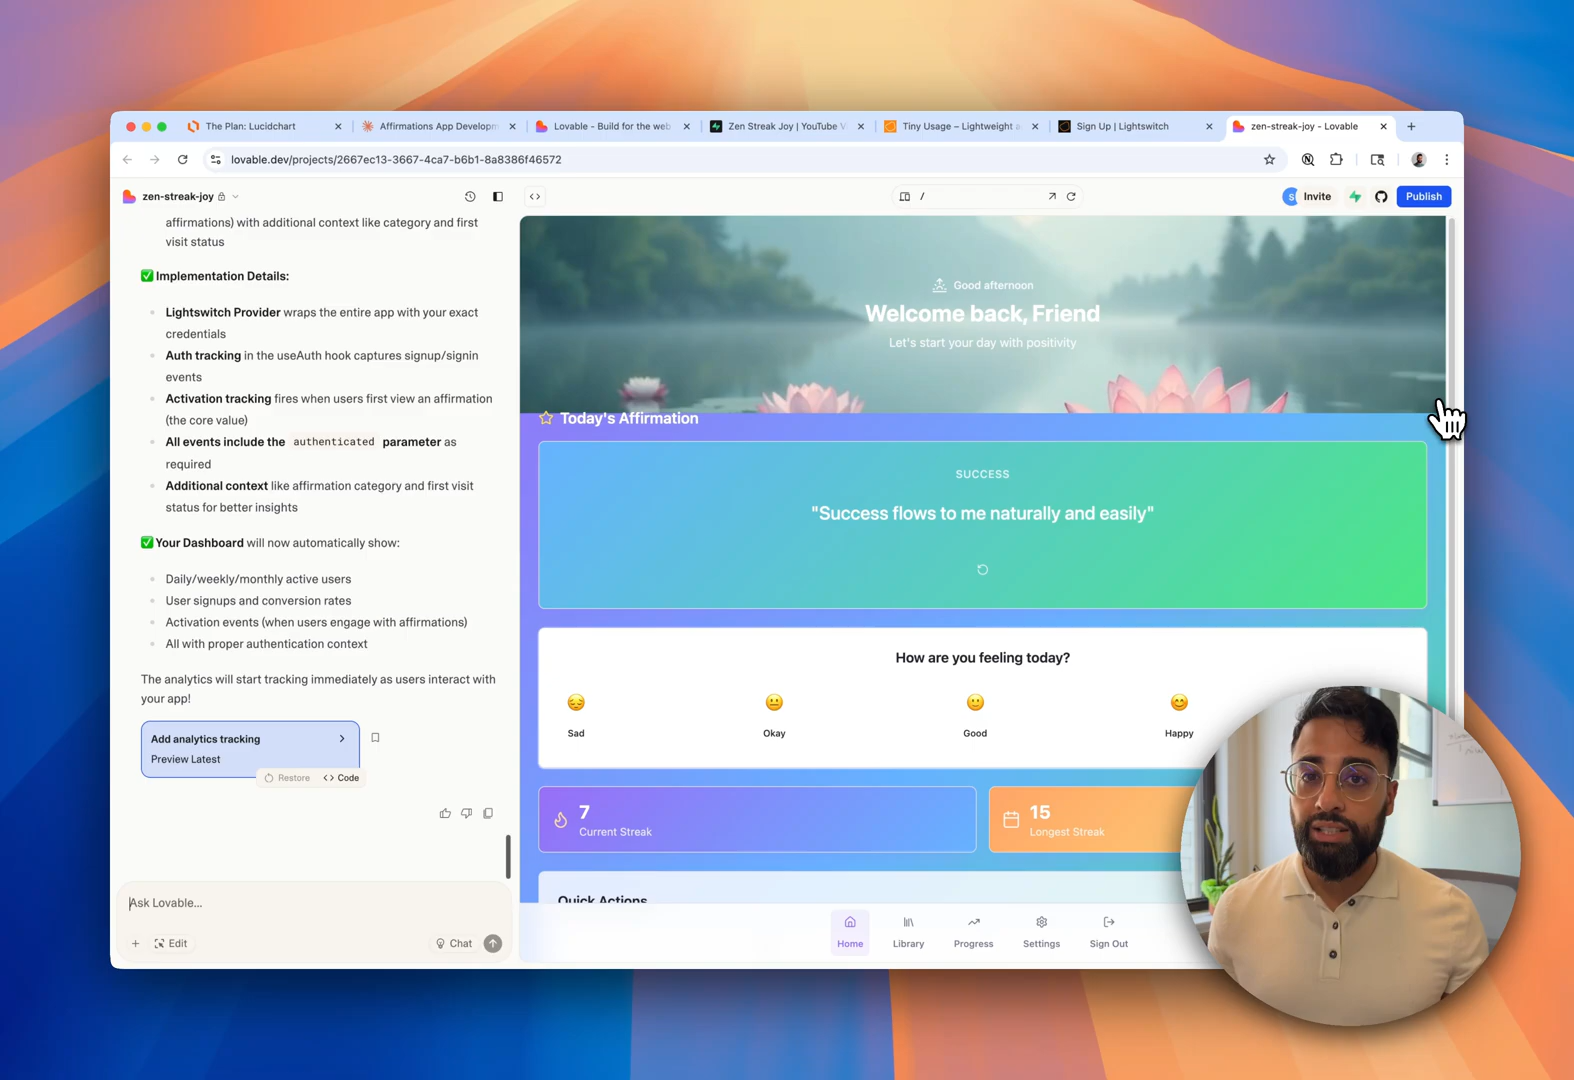 The Plan: Lucidchart
Affirmations App Developm
Lovable - Build for the web
Zen Streak Joy | YouTube V
Tiny Usage – Lightweight a
Sign Up | Lightswitch
zen-streak-joy - Lovable
lovable.dev/projects/2667ec13-3667-4ca7-b6b1-8a8386f46572
zen-streak-joy
/
S
Invite
Publish
affirmations) with additional context like category and first
visit status
✅ Implementation Details:
Lightswitch Provider wraps the entire app with your exact
credentials
Auth tracking in the useAuth hook captures signup/signin
events
Activation tracking fires when users first view an affirmation
(the core value)
All events include the authenticated parameter as
required
Additional context like affirmation category and first visit
status for better insights
✅ Your Dashboard will now automatically show:
Daily/weekly/monthly active users
User signups and conversion rates
Activation events (when users engage with affirmations)
All with proper authentication context
The analytics will start tracking immediately as users interact with
your app!
Add analytics tracking
Preview Latest
Restore
Code
Ask Lovable...
Edit
Chat
Good afternoon
Welcome back, Friend
Let's start your day with positivity
Today's Affirmation
SUCCESS
"Success flows to me naturally and easily"
How are you feeling today?
Sad
Okay
Good
Happy
7
Current Streak
15
Longest Streak
Quick Actions
Home
Library
Progress
Settings
Sign Out